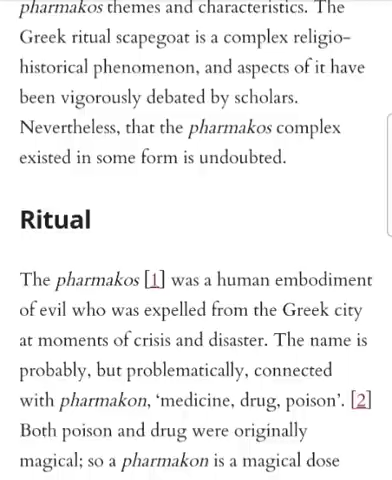 pharmakos themes and characteristics. The
Greek ritual scapegoat is a complex religio-
historical phenomenon, and aspects of it have
been vigorously debated by scholars.
Nevertheless, that the pharmakos complex
existed in some form is undoubted.
Ritual
The pharmakos [1] was a human embodiment
of evil who was expelled from the Greek city
at moments of crisis and disaster. The name is
probably, but problematically, connected
with pharmakon, ‘medicine, drug, poison’. [2]
Both poison and drug were originally
magical; so a pharmakon is a magical dose